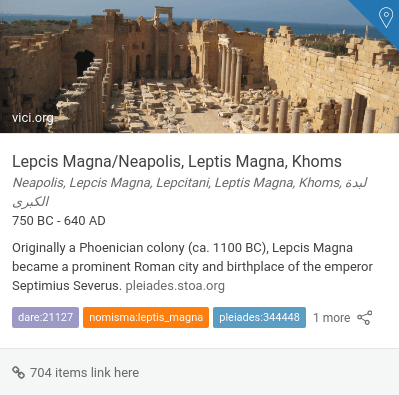 vici.org
Lepcis Magna/Neapolis, Leptis Magna, Khoms
Neapolis, Lepcis Magna, Lepcitani, Leptis Magna, Khoms, لبدة
الكبرى
750 BC - 640 AD
Originally a Phoenician colony (ca. 1100 BC), Lepcis Magna
became a prominent Roman city and birthplace of the emperor
Septimius Severus. pleiades.stoa.org
dare:21127 nomisma:leptis_magna pleiades:344448 1 more
704 items link here